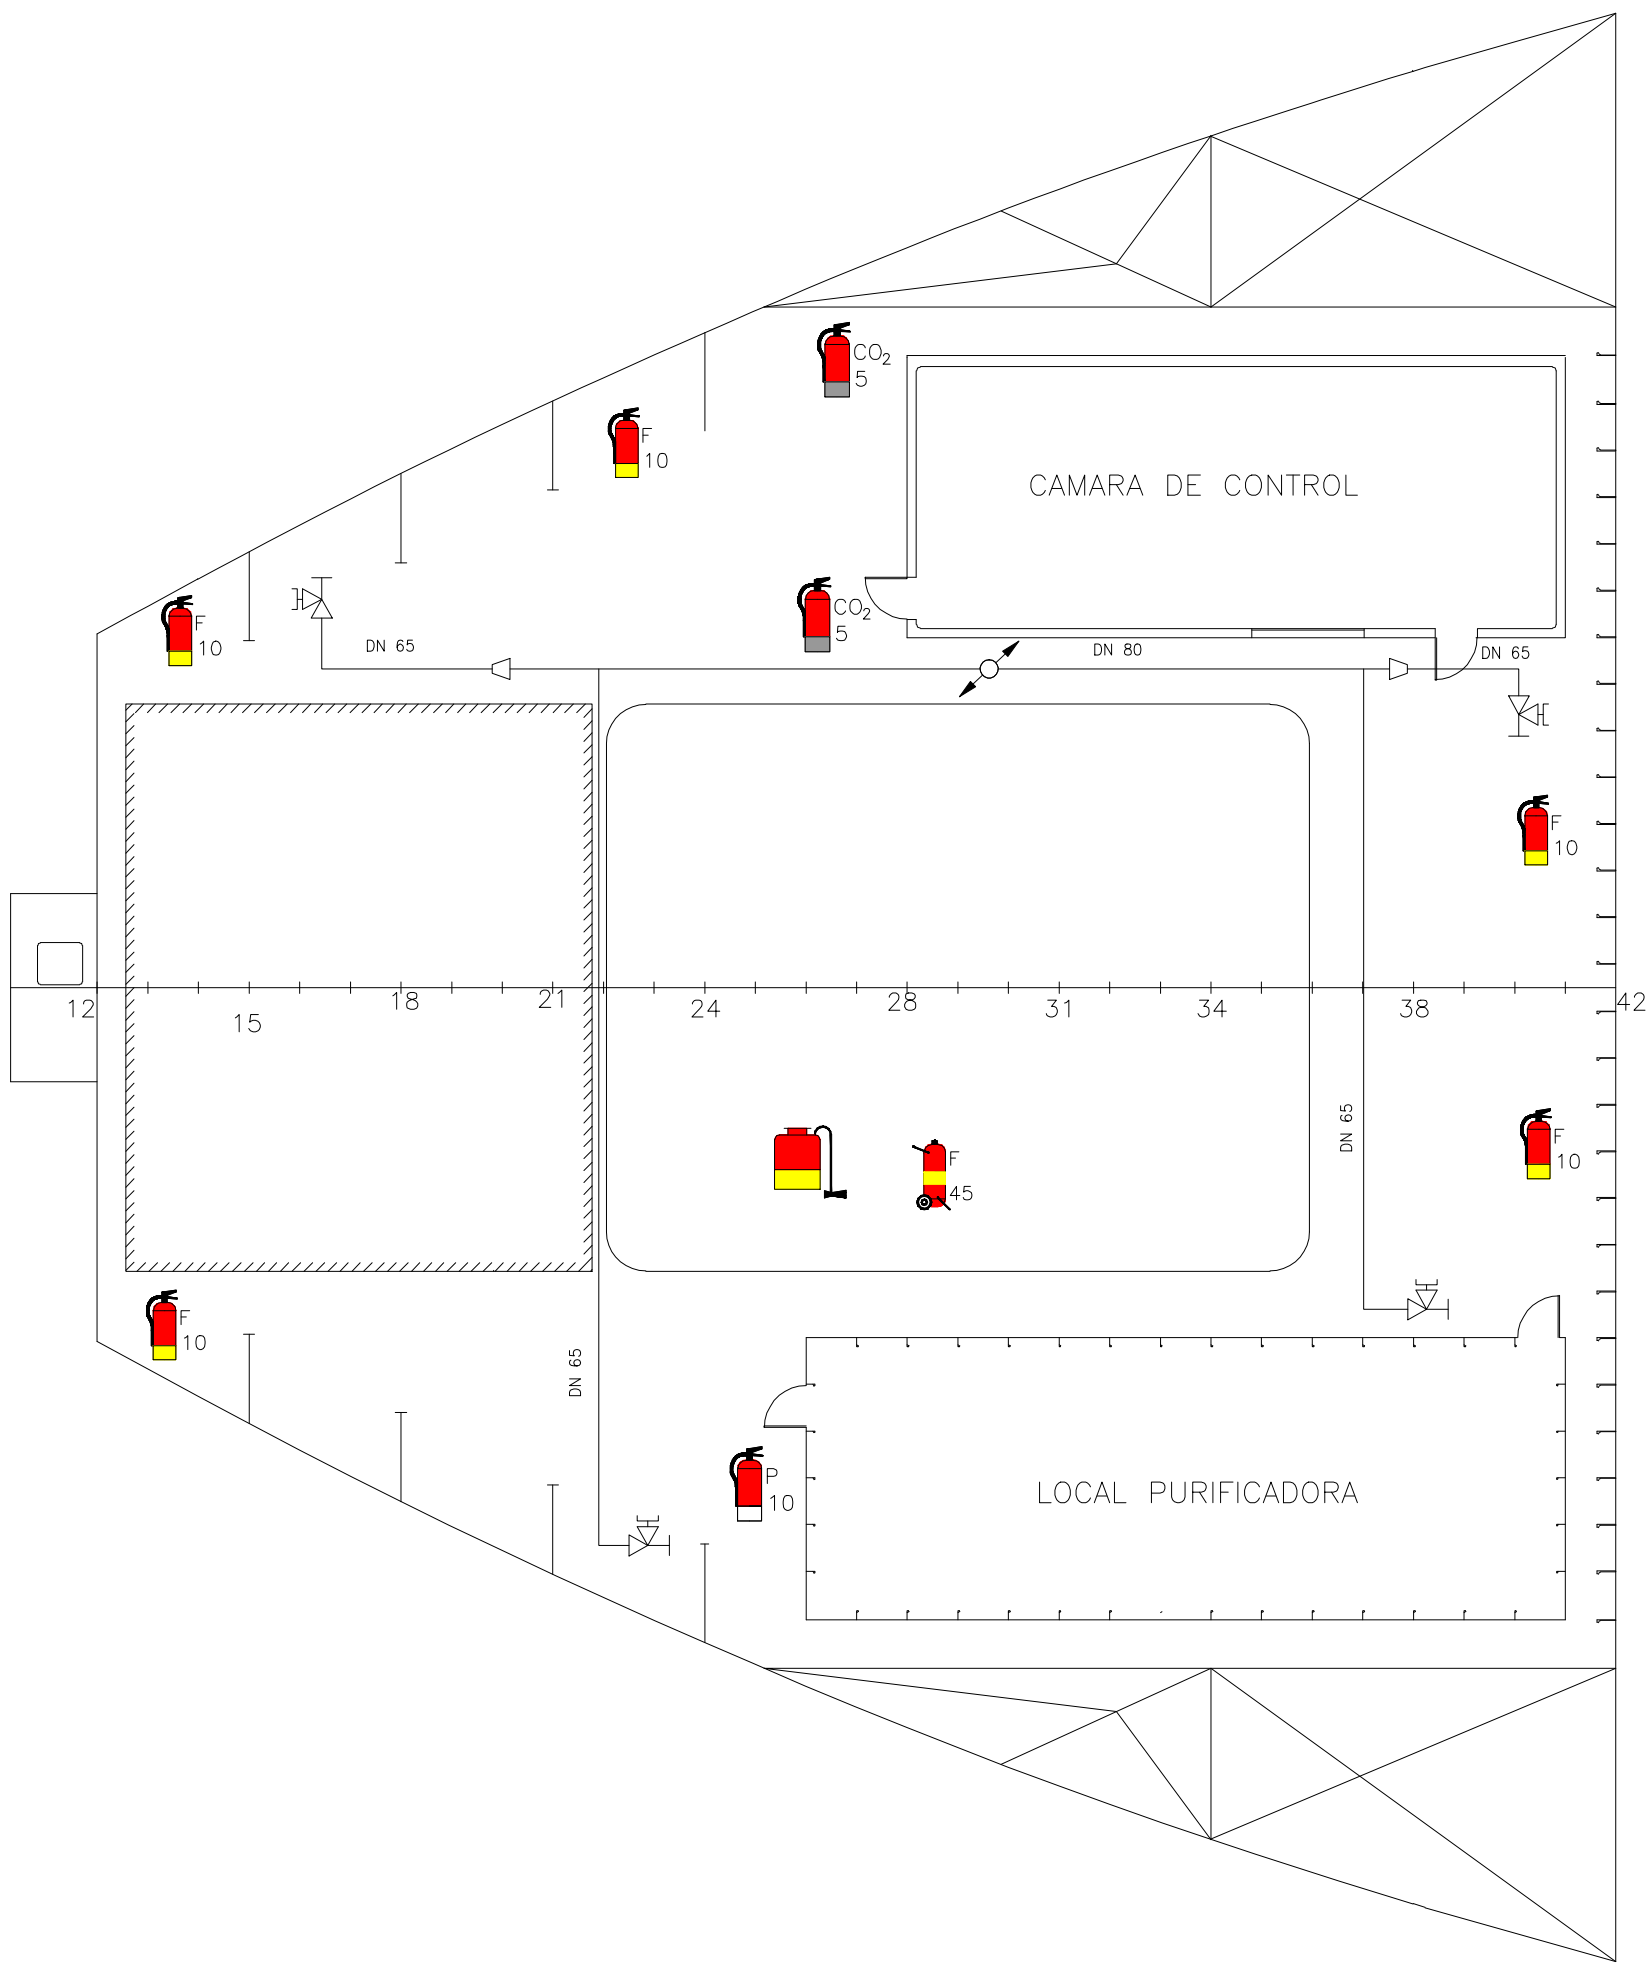 CO2
5
F
10
CAMARA DE CONTROL
F
10
CO2
5
DN 65
DN 80
DN 65
F
10
12
15
18
21
24
28
31
34
38
42
DN 65
F
10
F
45
F
10
DN 65
P
10
LOCAL PURIFICADORA